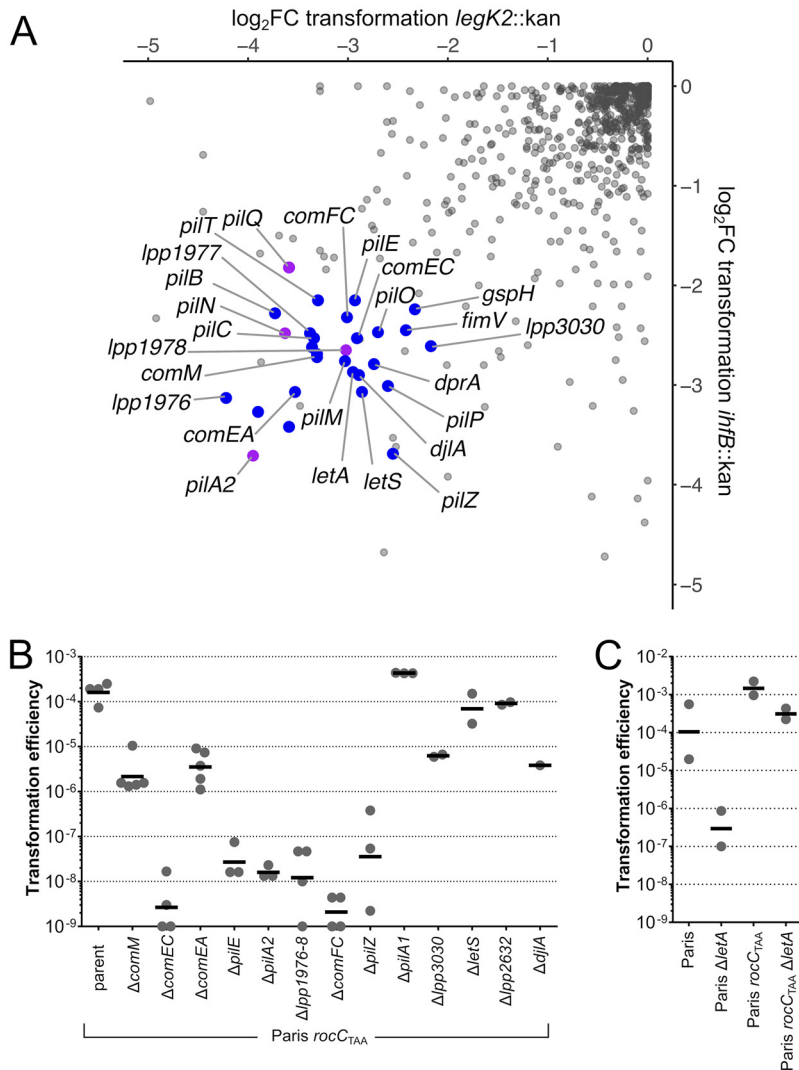 A
log₂FC transformation legK2::kan
−5 −4 −3 −2 −1 0
0
−1
−2
−3
−4
−5
log₂FC transformation ihfB::kan
pilT pilQ comFC
lpp1977 pilE
pilB comEC
pilN pilO gspH
pilC fimV lpp3030
lpp1978
comM dprA
lpp1976
comEA pilM pilP
djlA
pilA2 letA letS pilZ
B
Transformation efficiency
10⁻³
10⁻⁴
10⁻⁵
10⁻⁶
10⁻⁷
10⁻⁸
10⁻⁹
parent
ΔcomM
ΔcomEC
ΔcomEA
ΔpilE
ΔpilA2
Δlpp1976-8
ΔcomFC
ΔpilZ
ΔpilA1
Δlpp3030
ΔletS
Δlpp2632
ΔdjlA
Paris rocCTAA
C
Transformation efficiency
10⁻²
10⁻³
10⁻⁴
10⁻⁵
10⁻⁶
10⁻⁷
10⁻⁸
10⁻⁹
Paris
Paris ΔletA
Paris rocCTAA
Paris rocCTAA ΔletA